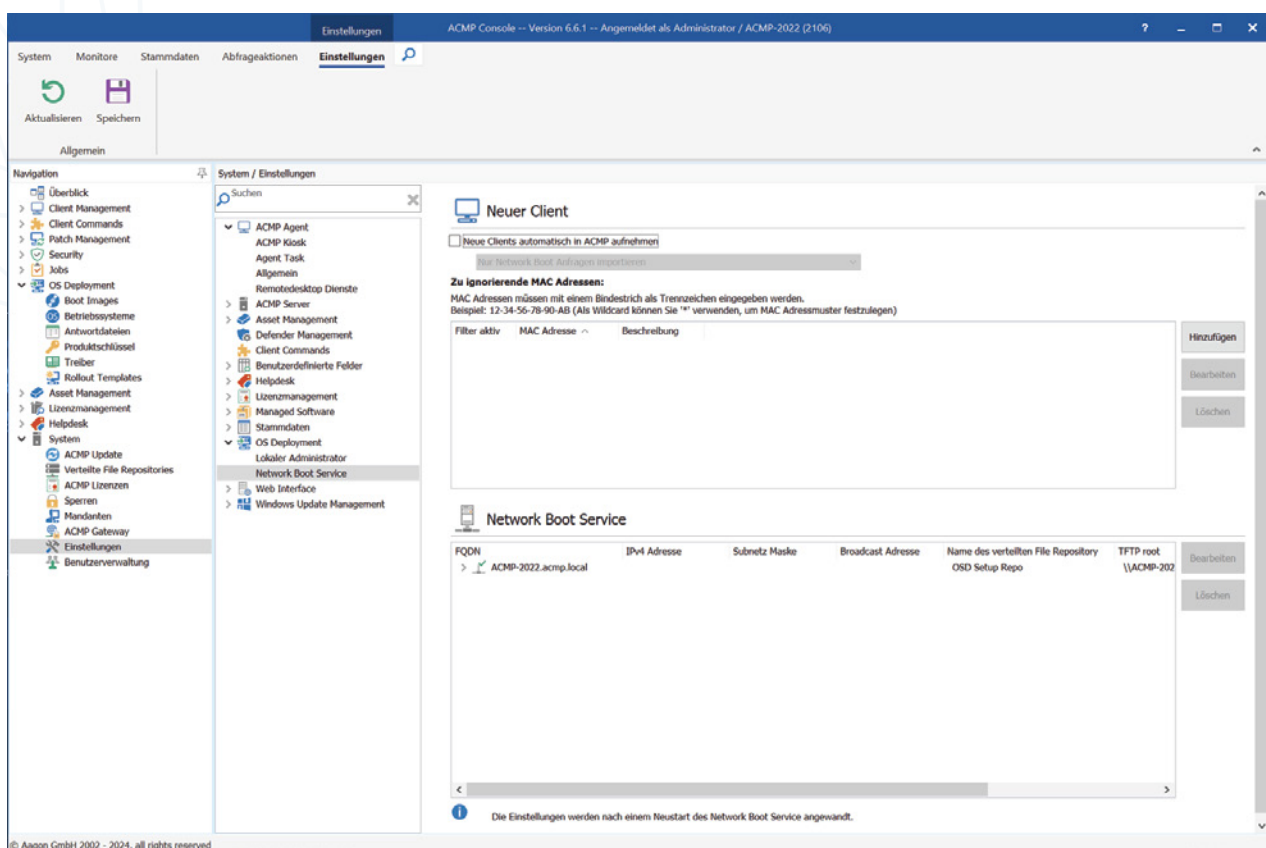 Einstellungen
ACMP Console -- Version 6.6.1 -- Angemeldet als Administrator / ACMP-2022 (2106)
?
System Monitore Stammdaten Abfrageaktionen Einstellungen
Aktualisieren Speichern
Allgemein
Navigation
Überblick
Client Management
Client Commands
Patch Management
Security
Jobs
OS Deployment
Boot Images
Betriebssysteme
Antwortdateien
Produktschlüssel
Treiber
Rollout Templates
Asset Management
Lizenzmanagement
Helpdesk
System
ACMP Update
Verteilte File Repositories
ACMP Lizenzen
Sperren
Mandanten
ACMP Gateway
Einstellungen
Benutzerverwaltung
System / Einstellungen
Suchen
ACMP Agent
ACMP Kiosk
Agent Task
Allgemein
Remotedesktop Dienste
ACMP Server
Asset Management
Defender Management
Client Commands
Benutzerdefinierte Felder
Helpdesk
Lizenzmanagement
Managed Software
Stammdaten
OS Deployment
Lokaler Administrator
Network Boot Service
Web Interface
Windows Update Management
Neuer Client
Neue Clients automatisch in ACMP aufnehmen
Nur Network Boot Anfragen importieren
Zu ignorierende MAC Adressen:
MAC Adressen müssen mit einem Bindestrich als Trennzeichen eingegeben werden.
Beispiel: 12-34-56-78-90-AB (Als Wildcard können Sie '*' verwenden, um MAC Adressmuster festzulegen)
Filter aktiv MAC Adresse Beschreibung
Hinzufügen
Bearbeiten
Löschen
Network Boot Service
FQDN IPv4 Adresse Subnetz Maske Broadcast Adresse Name des verteilten File Repository TFTP root
ACMP-2022.acmp.local OSD Setup Repo \\ACMP-202
Bearbeiten
Löschen
Die Einstellungen werden nach einem Neustart des Network Boot Service angewandt.
© Aagon GmbH 2002 - 2024, all rights reserved